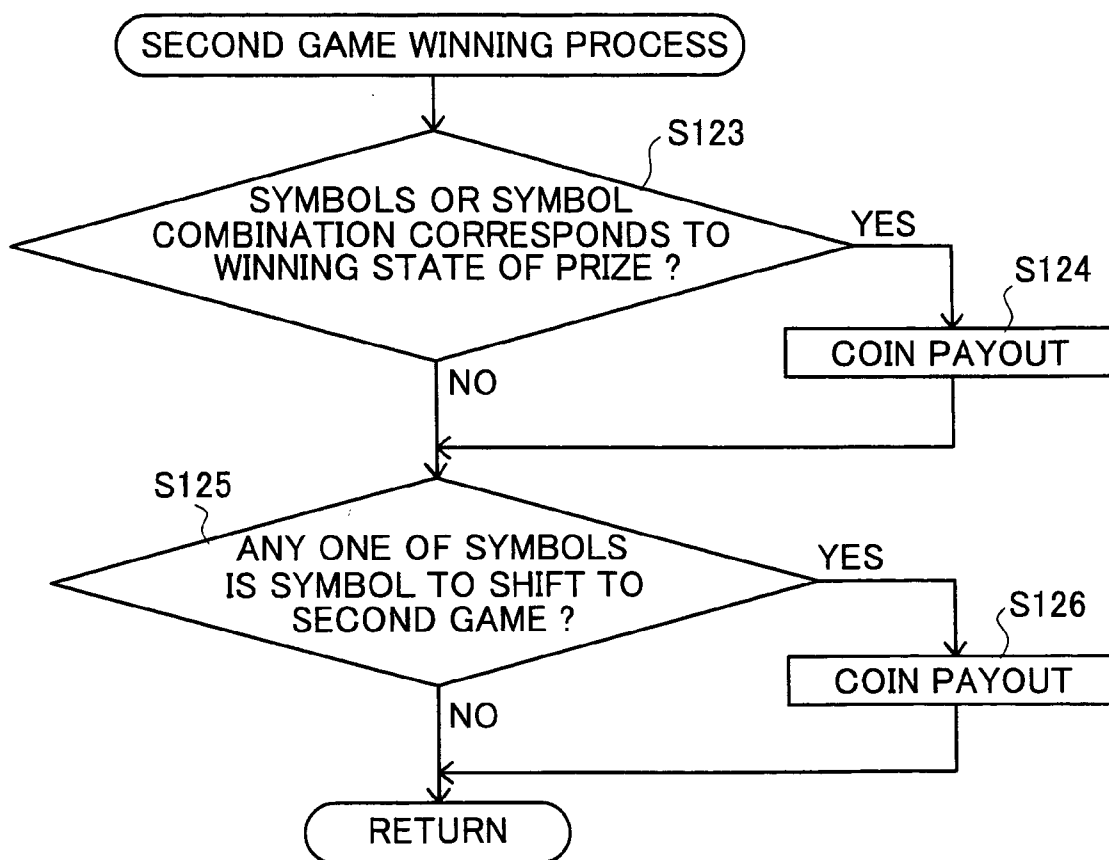 SECOND GAME WINNING PROCESS
S123
SYMBOLS OR SYMBOL
COMBINATION CORRESPONDS TO
WINNING STATE OF PRIZE ?
YES
S124
COIN PAYOUT
NO
S125
ANY ONE OF SYMBOLS
IS SYMBOL TO SHIFT TO
SECOND GAME ?
YES
S126
COIN PAYOUT
NO
RETURN